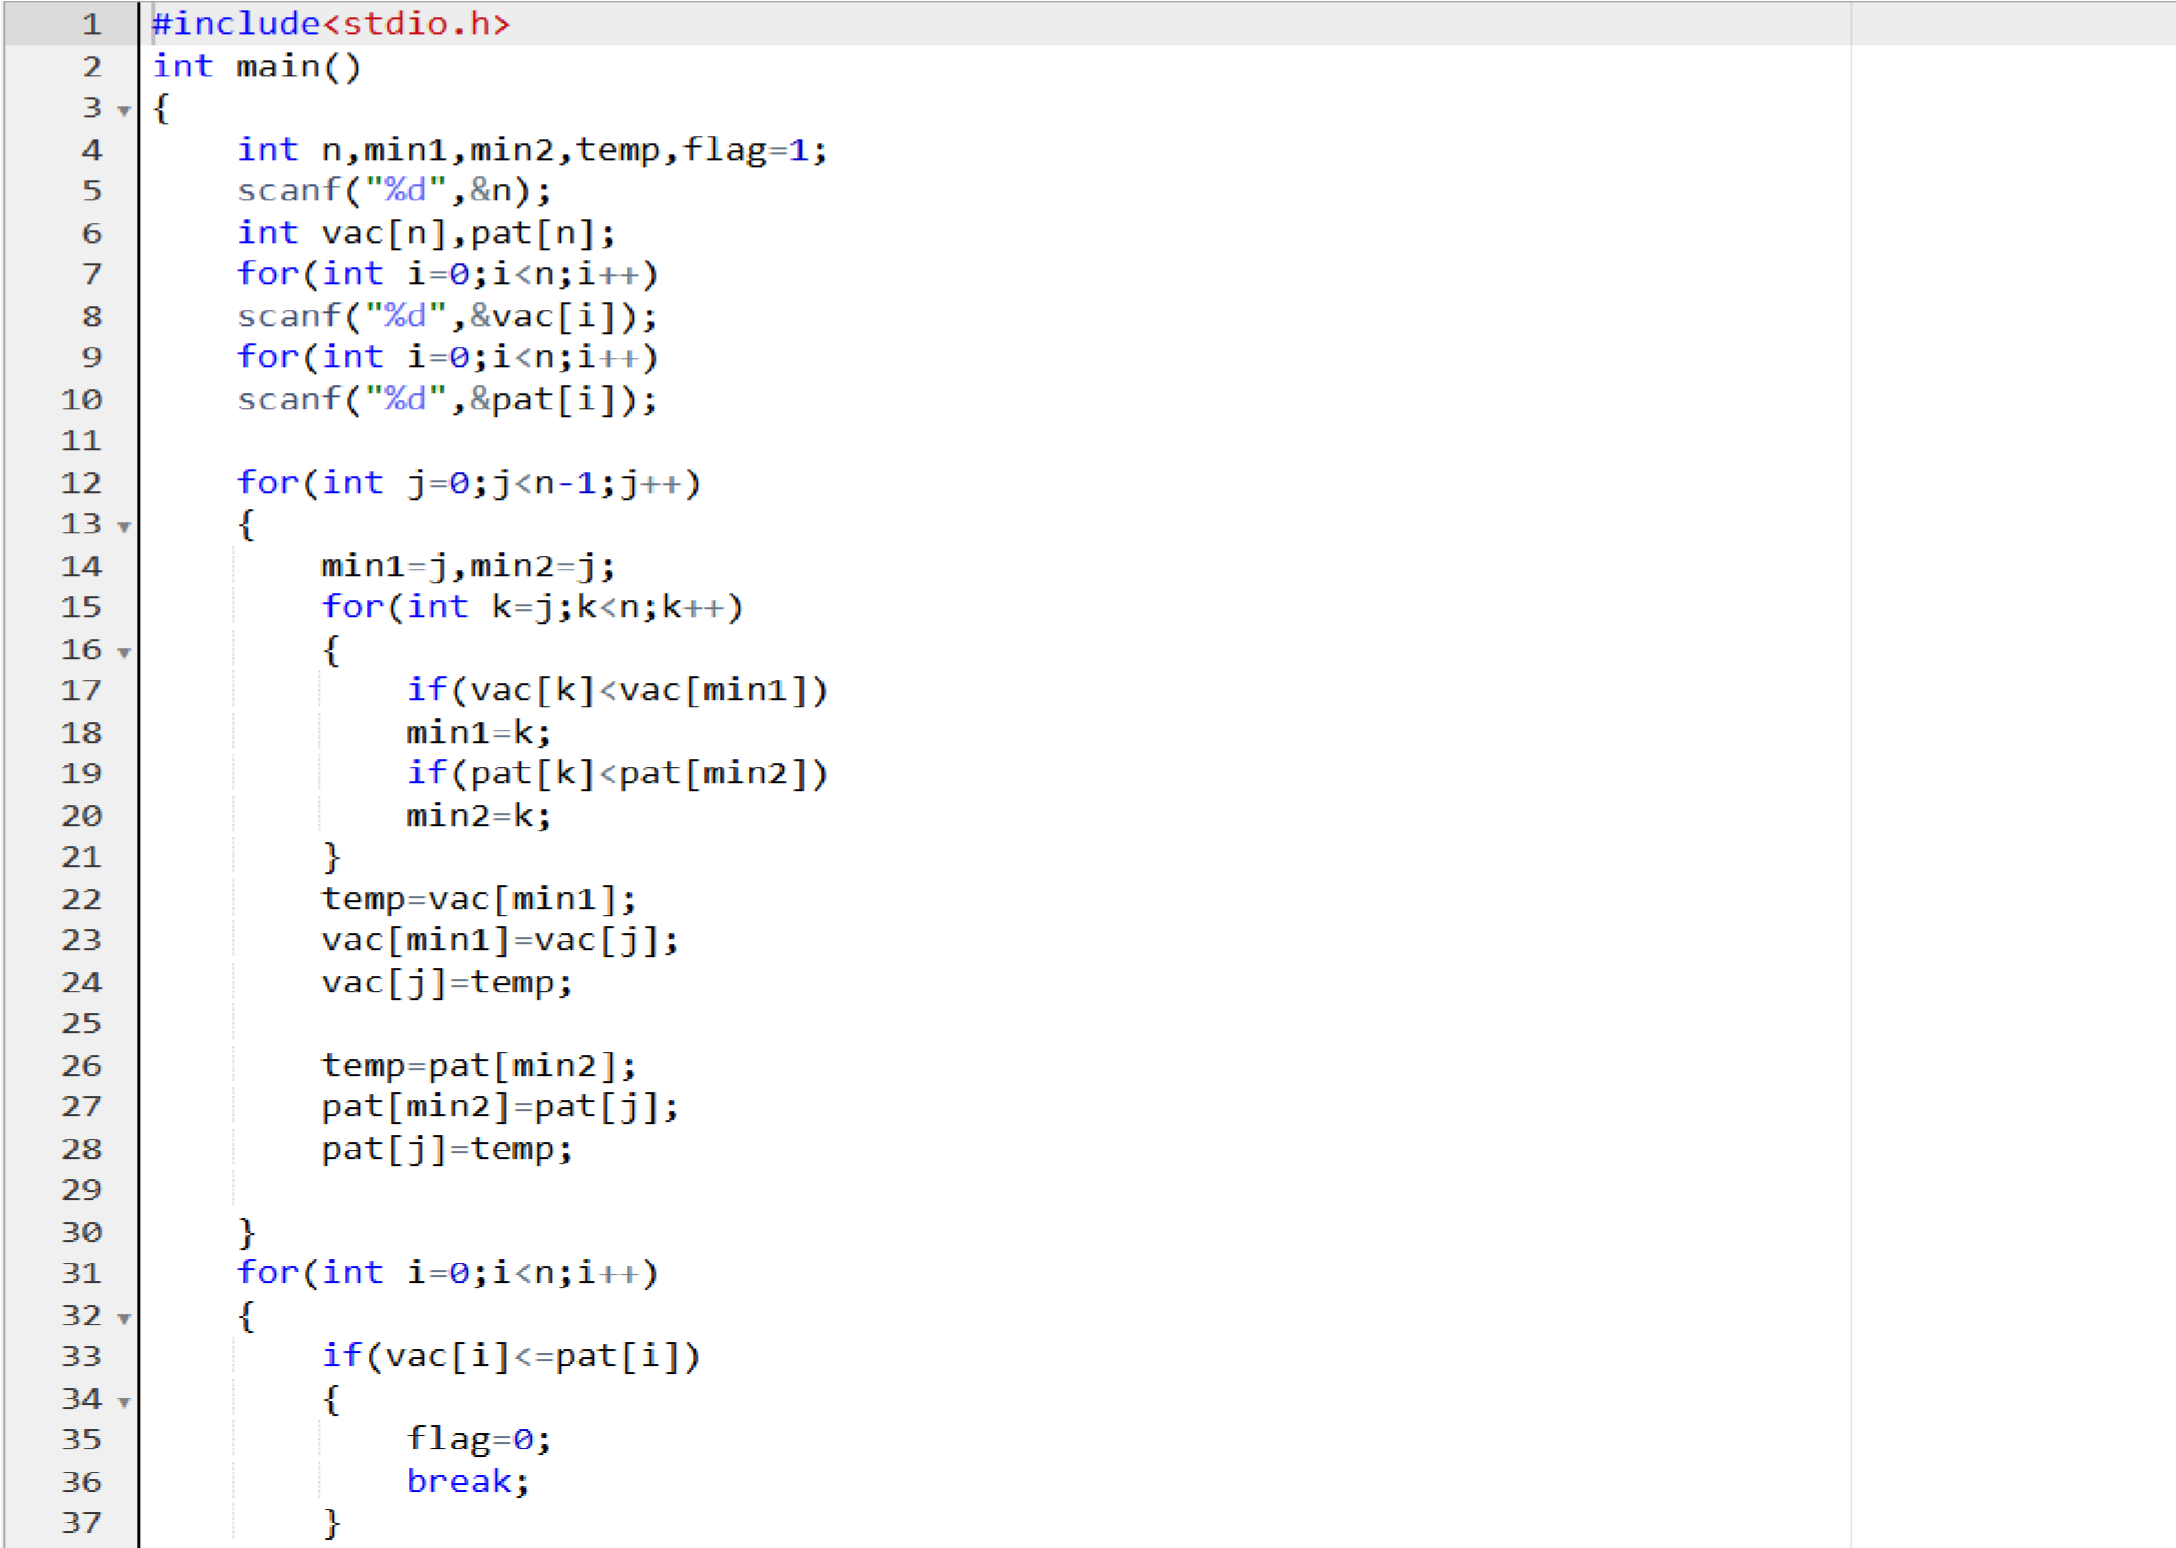 1 #include<stdio.h>
2 int main()
3 {
4 int n,min1,min2,temp,flag=1;
5 scanf("%d",&n);
6 int vac[n],pat[n];
7 for(int i=0;i<n;i++)
8 scanf("%d",&vac[i]);
9 for(int i=0;i<n;i++)
10 scanf("%d",&pat[i]);
11
12 for(int j=0;j<n-1;j++)
13 {
14 min1=j,min2=j;
15 for(int k=j;k<n;k++)
16 {
17 if(vac[k]<vac[min1])
18 min1=k;
19 if(pat[k]<pat[min2])
20 min2=k;
21 }
22 temp=vac[min1];
23 vac[min1]=vac[j];
24 vac[j]=temp;
25
26 temp=pat[min2];
27 pat[min2]=pat[j];
28 pat[j]=temp;
29
30 }
31 for(int i=0;i<n;i++)
32 {
33 if(vac[i]<=pat[i])
34 {
35 flag=0;
36 break;
37 }